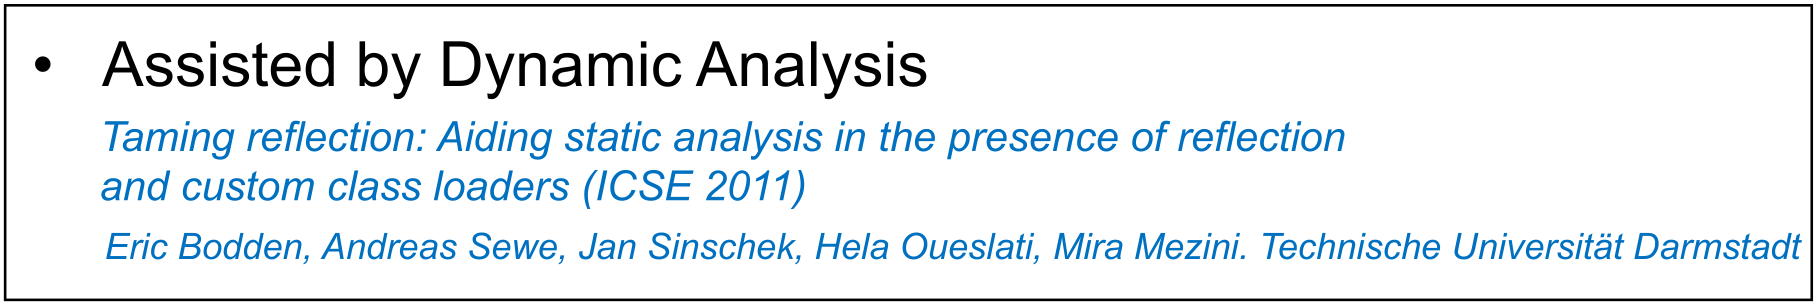 • Assisted by Dynamic Analysis
Taming reflection: Aiding static analysis in the presence of reflection
and custom class loaders (ICSE 2011)
Eric Bodden, Andreas Sewe, Jan Sinschek, Hela Oueslati, Mira Mezini. Technische Universität Darmstadt